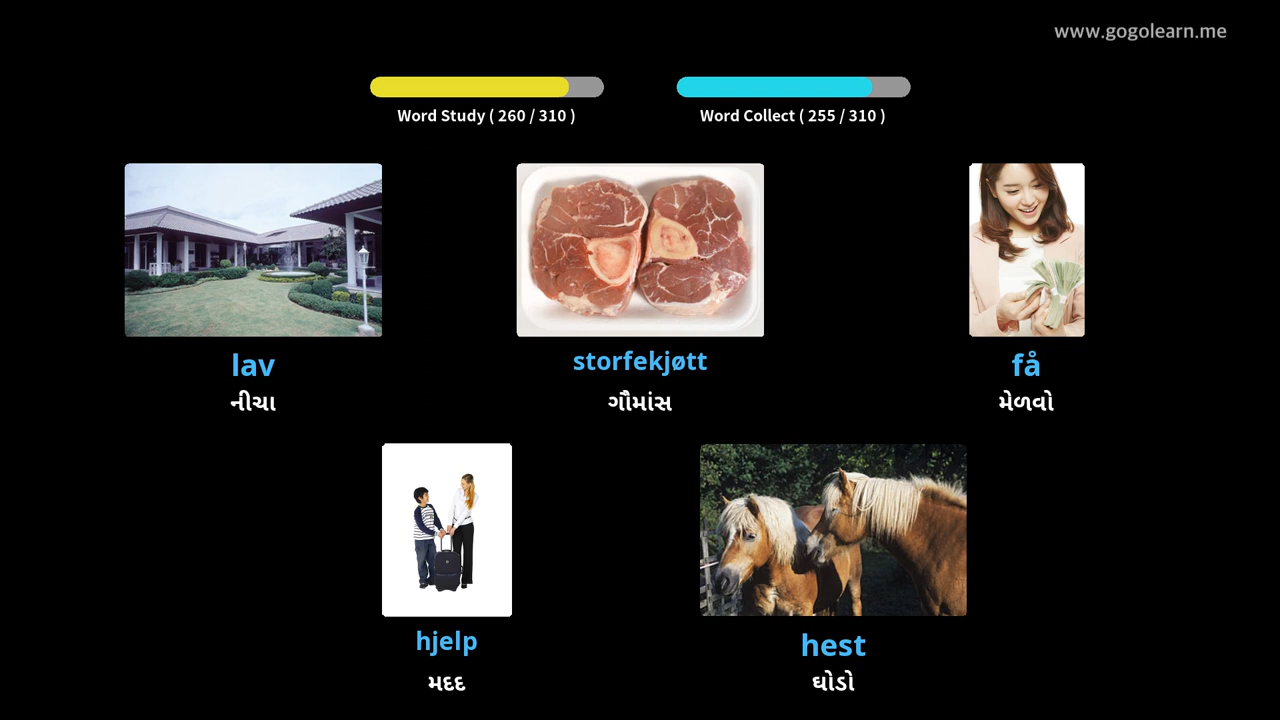 www.gogolearn.me
Word Study ( 260 / 310 )
Word Collect ( 255 / 310 )
lav
નીચા
storfekjøtt
ગૌમાંસ
få
મેળવો
hjelp
મદદ
hest
ઘોડો